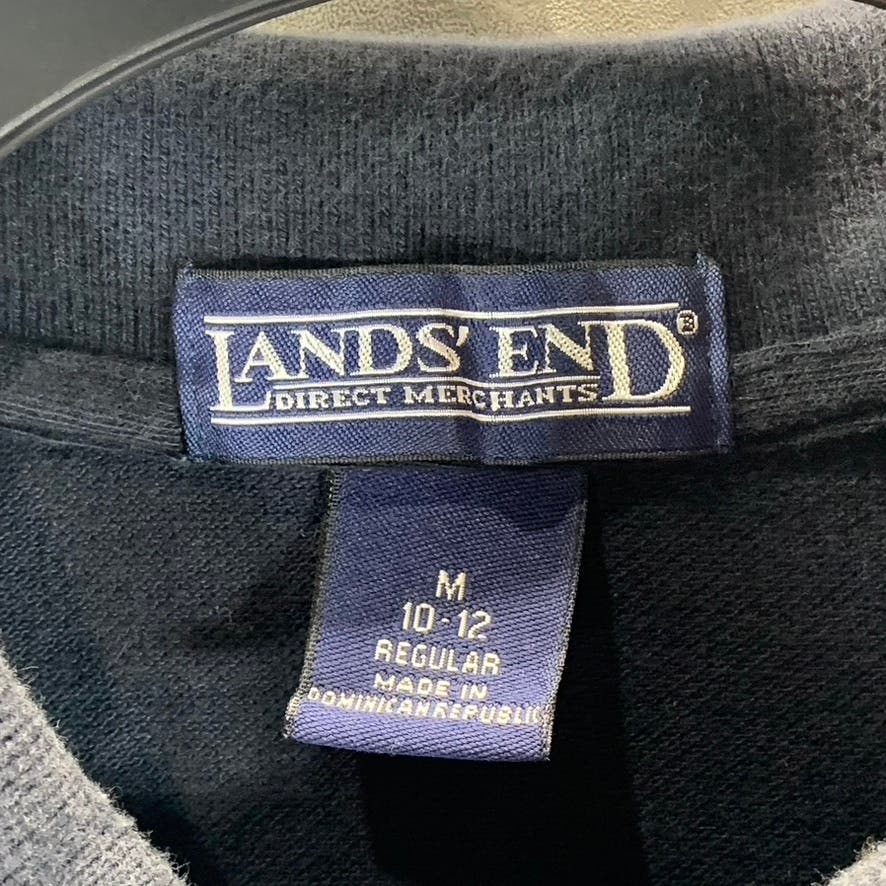 LANDS' END®
DIRECT MERCHANTS
M
10-12
REGULAR
MADE IN
DOMINICAN REPUBLIC